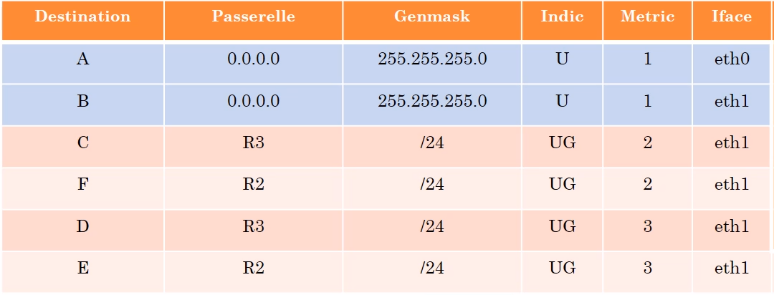 Destination Passerelle Genmask Indic Metric Iface
A 0.0.0.0 255.255.255.0 U 1 eth0
B 0.0.0.0 255.255.255.0 U 1 eth1
C R3 /24 UG 2 eth1
F R2 /24 UG 2 eth1
D R3 /24 UG 3 eth1
E R2 /24 UG 3 eth1